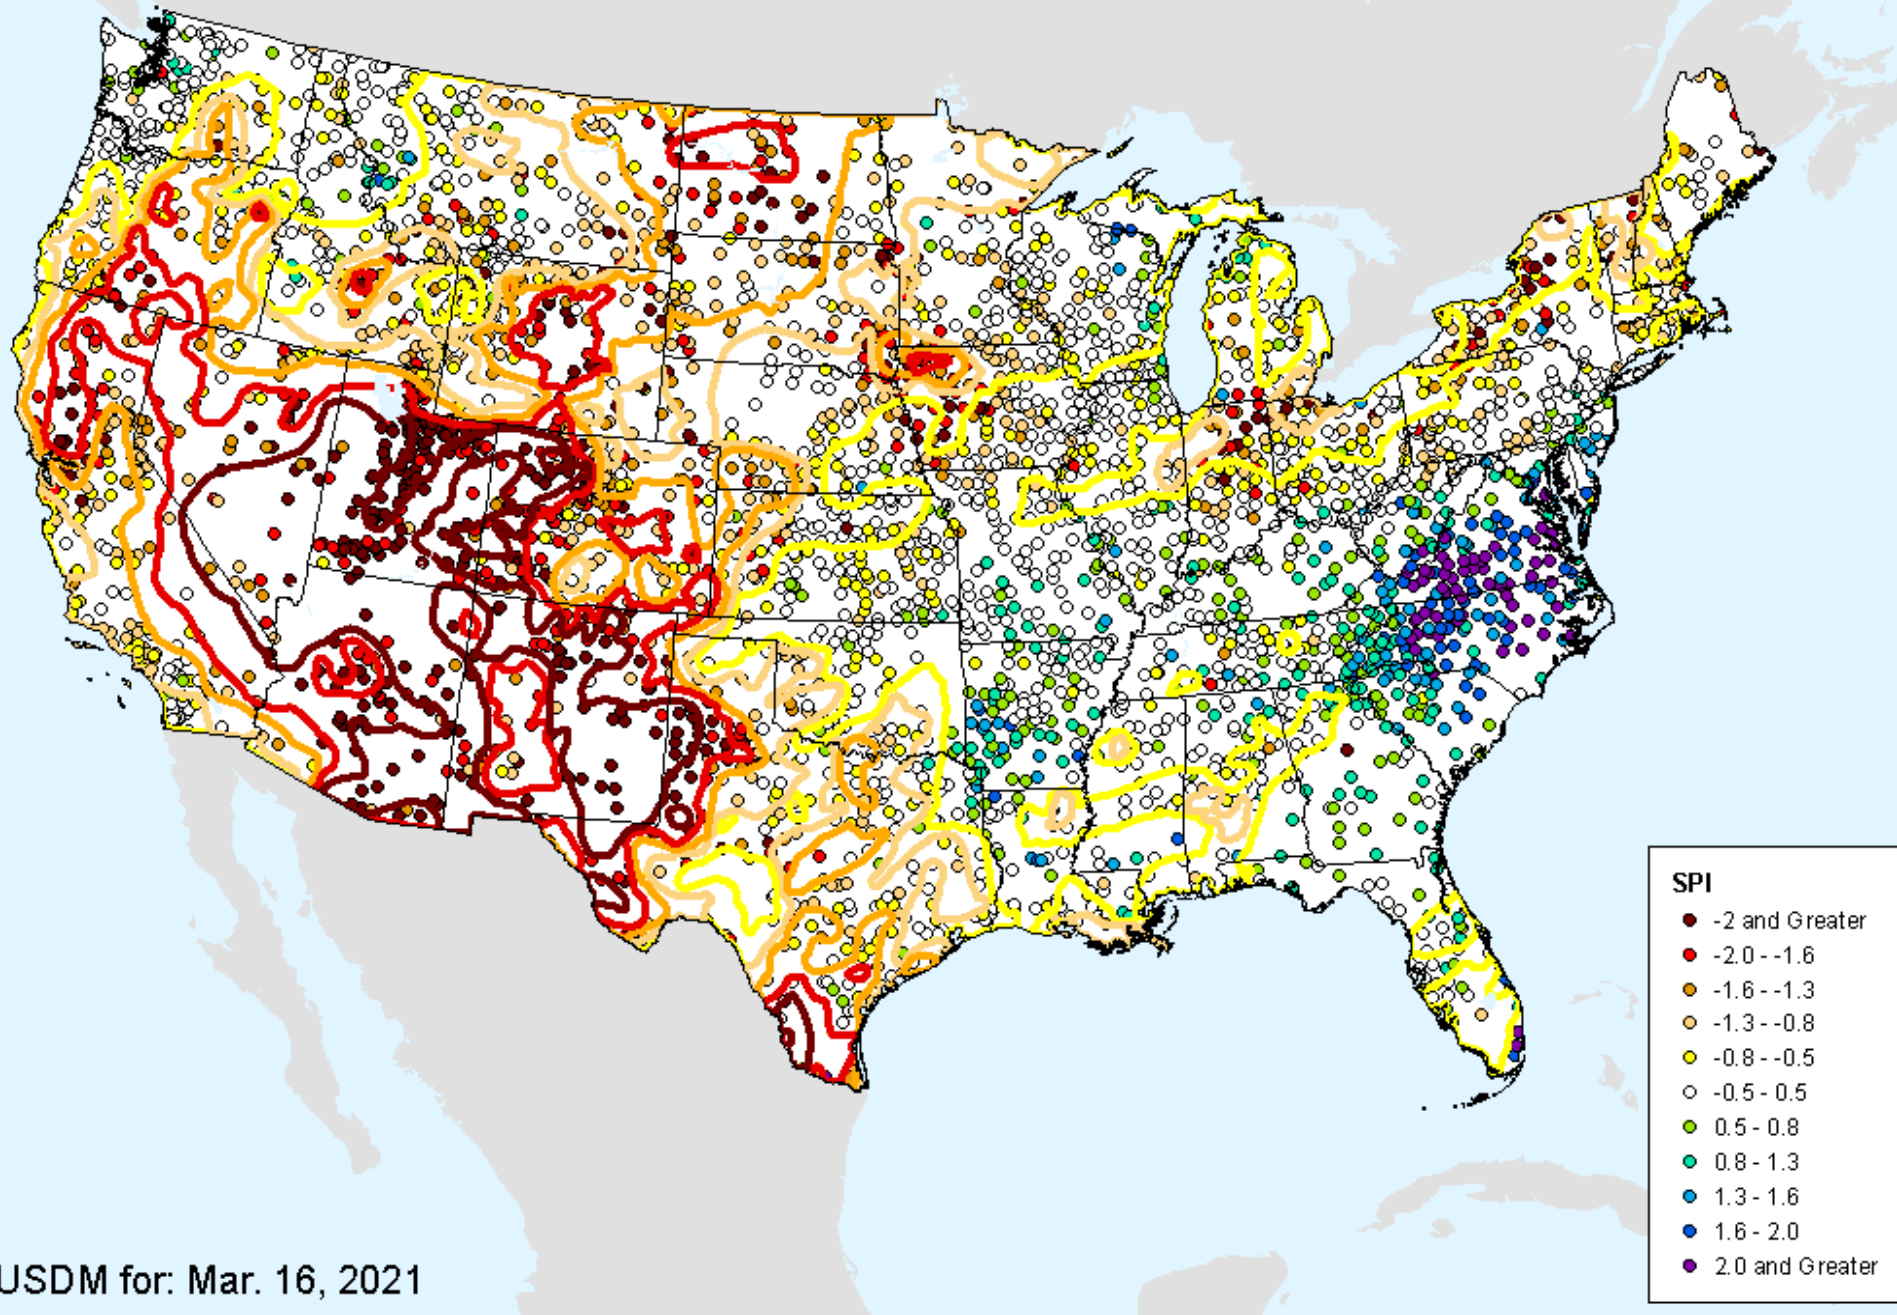 SPI
-2 and Greater
-2.0 - -1.6
-1.6 - -1.3
-1.3 - -0.8
-0.8 - -0.5
-0.5 - 0.5
0.5 - 0.8
0.8 - 1.3
1.3 - 1.6
1.6 - 2.0
2.0 and Greater
USDM for: Mar. 16, 2021